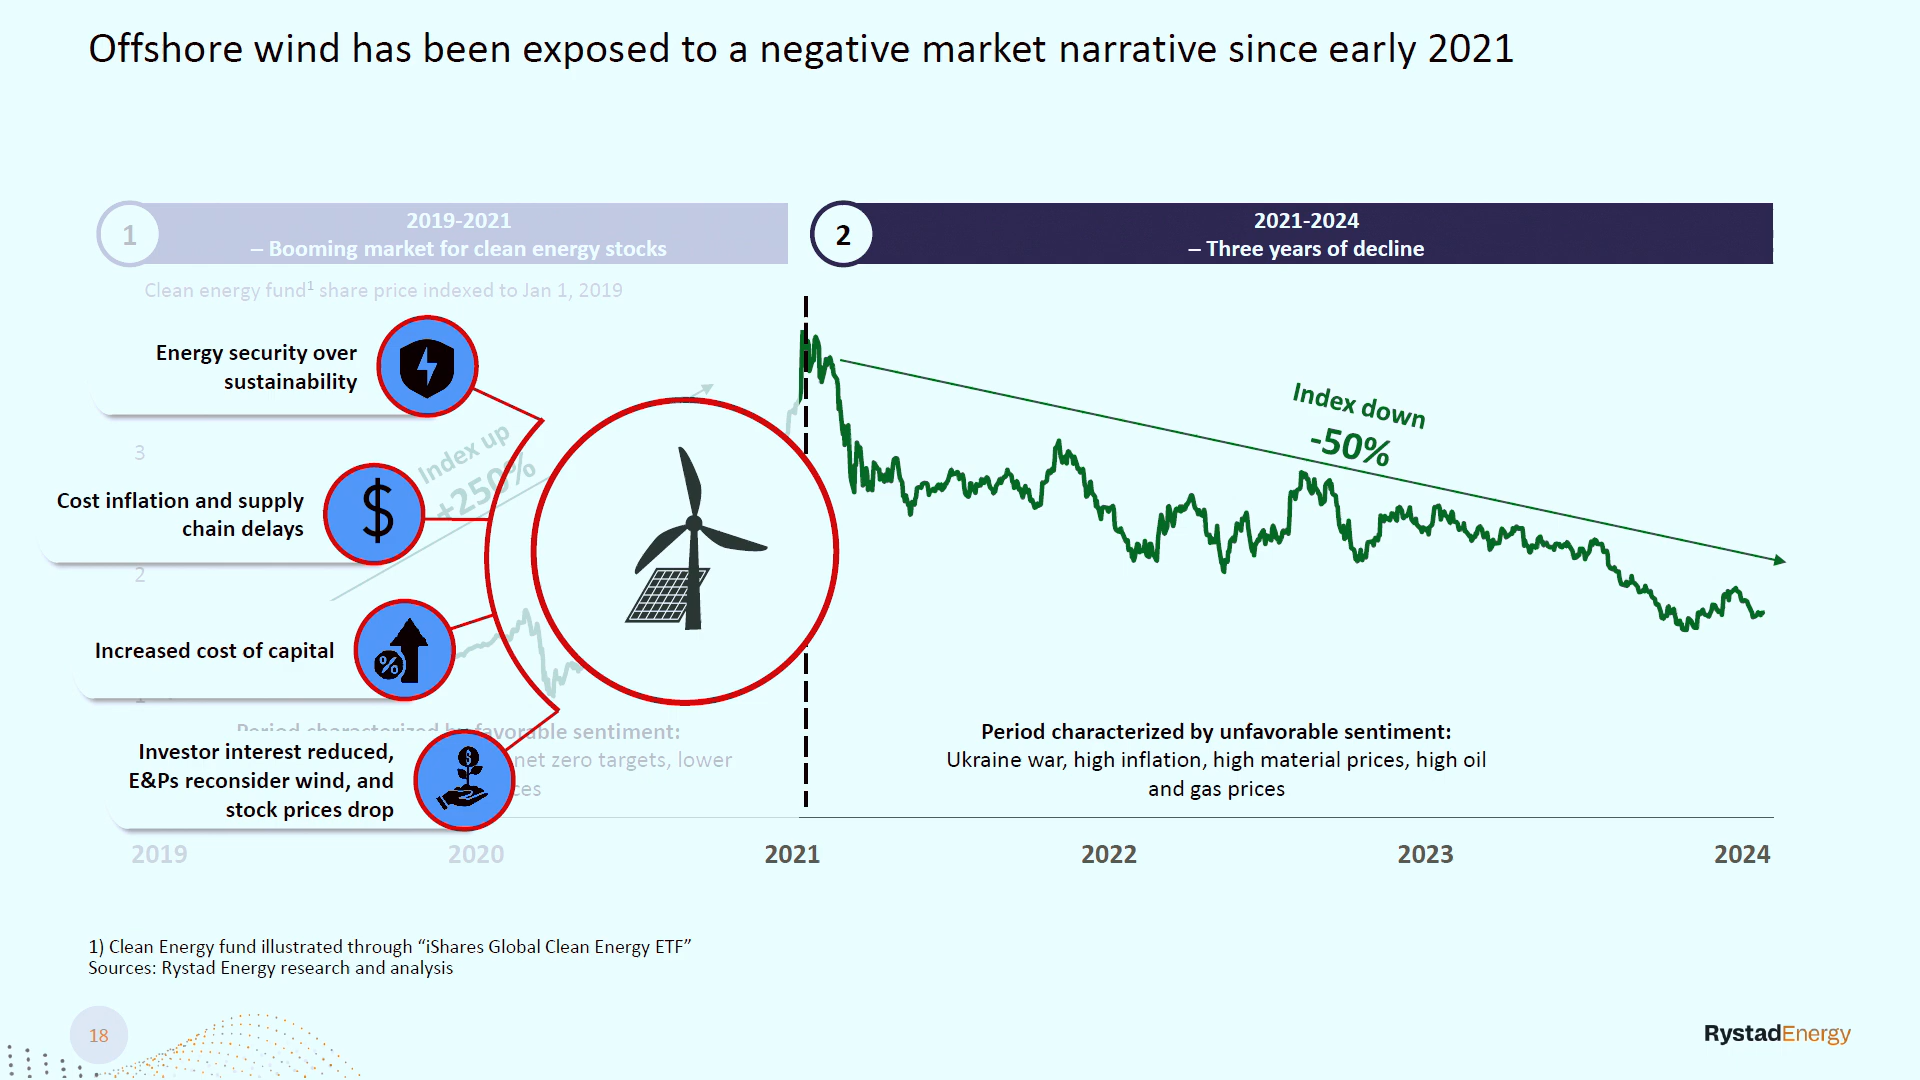 Offshore wind has been exposed to a negative market narrative since early 2021
1
2019-2021
– Booming market for clean energy stocks
2
2021-2024
– Three years of decline
Clean energy fund¹ share price indexed to Jan 1, 2019
Energy security over
sustainability
3
Cost inflation and supply
chain delays
2
Increased cost of capital
Investor interest reduced,
E&Ps reconsider wind, and
stock prices drop
Index up
+250%
Index down
-50%
$
%
Period characterized by favorable sentiment:
net zero targets, lower
Period characterized by unfavorable sentiment:
Ukraine war, high inflation, high material prices, high oil
and gas prices
2019
2020
2021
2022
2023
2024
1) Clean Energy fund illustrated through “iShares Global Clean Energy ETF”
Sources: Rystad Energy research and analysis
18
RystadEnergy